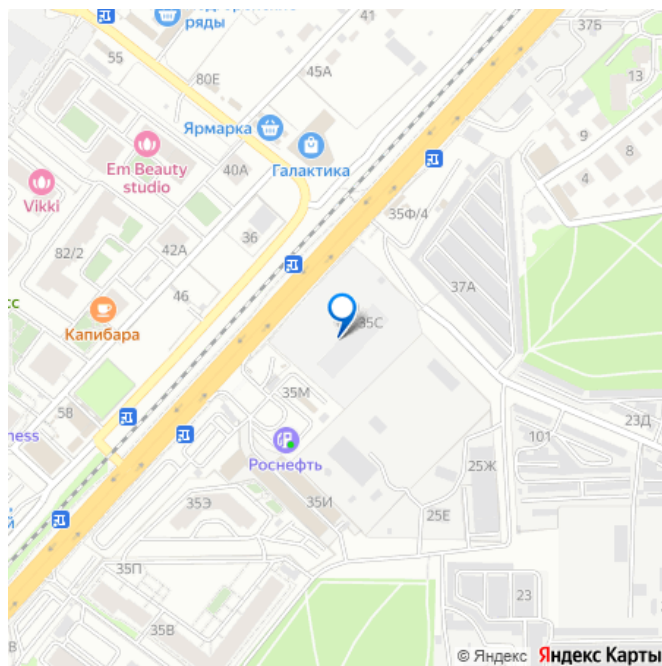 ряды
41
37Б
55
80Е
45А
13
Ярмарка
9
8
Em Beauty
studio
40А
Галактика
4
Vikki
35Ф/4
36
82/2
42А
37А
46
сс
35С
Капибара
35М
58
23Д
ness
101
Роснефть
25Ж
35Э
35И
25Е
й
35П
23
35В
В
© Яндекс Яндекс Карты